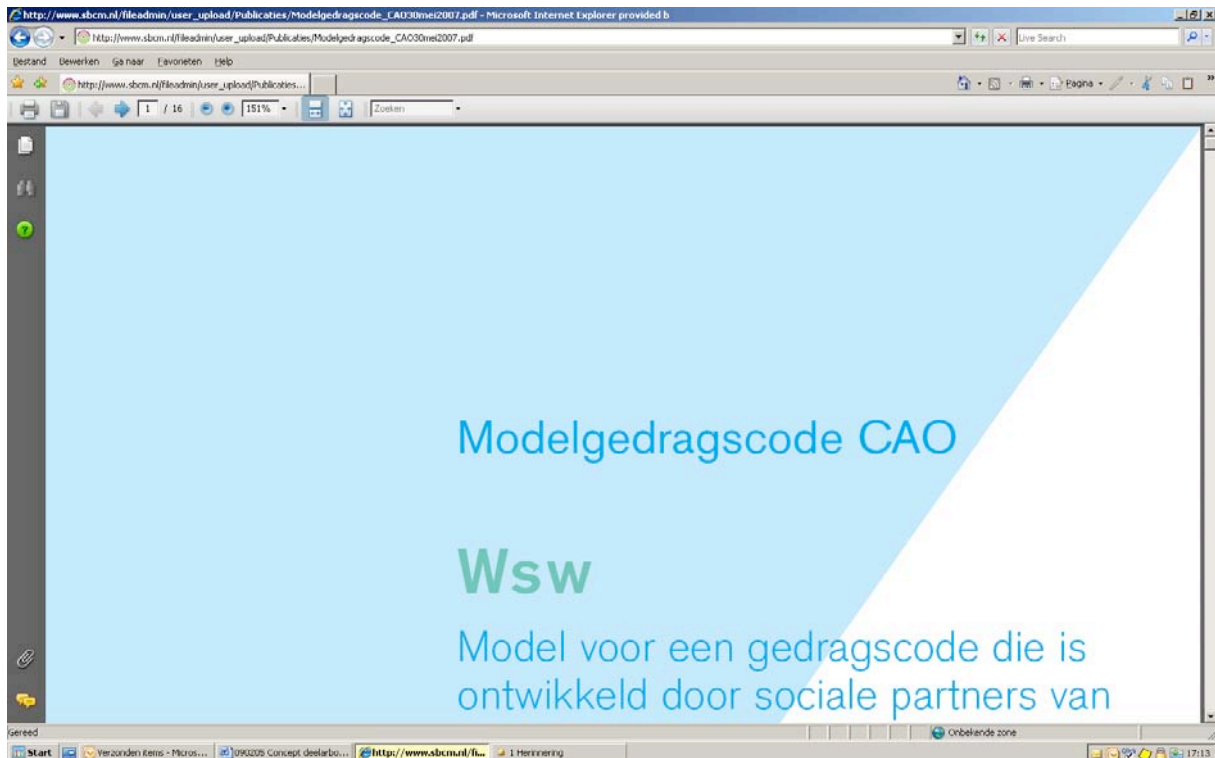 http://www.sbcm.nl/fileadmin/user_upload/Publicaties/Modelgedragscode_CAO30mei2007.pdf - Microsoft Internet Explorer provided b
http://www.sbcm.nl/fileadmin/user_upload/Publicaties/Modelgedragscode_CAO30mei2007.pdf
Live Search
Bestand Bewerken Ga naar Favorieten Help
http://www.sbcm.nl/fileadmin/user_upload/Publicaties...
Pagina
1 / 16 151% Zoeken
Modelgedragscode CAO
Wsw
Model voor een gedragscode die is
ontwikkeld door sociale partners van
Gereed
Onbekende zone
Start Verzonden items - Micros... 090205 Concept deelarbo... http://www.sbcm.nl/fi... 1 Herinnering 17:13